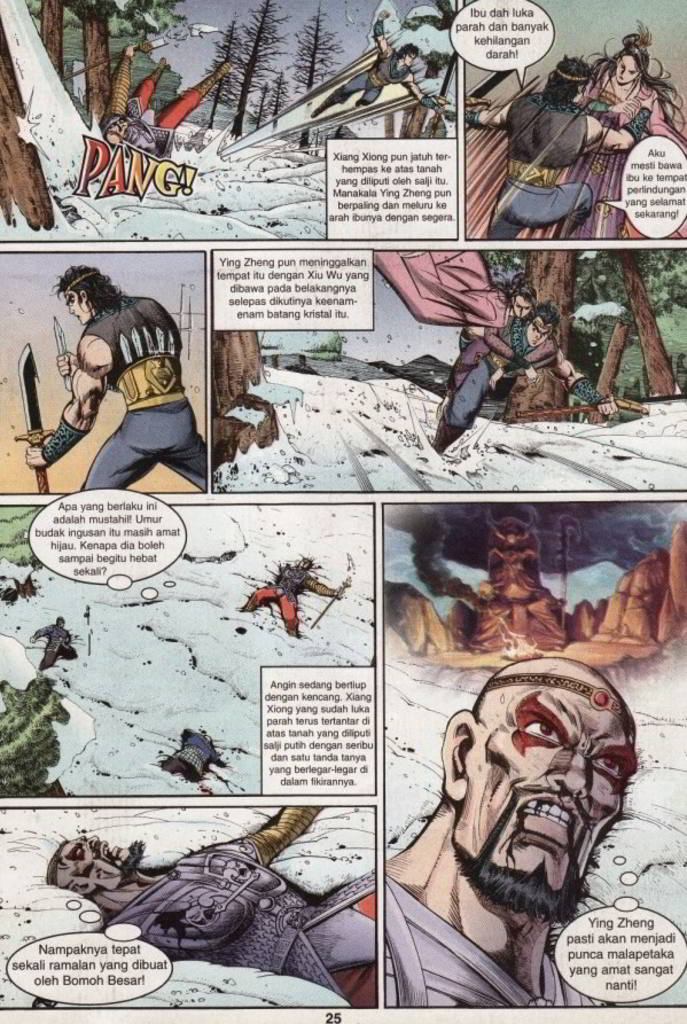 PANG!
Xiang Xiong pun jatuh ter-
hempas ke atas tanah
yang diliputi oleh salji itu.
Manakala Ying Zheng pun
berpaling dan meluru ke
arah ibunya dengan segera.
Ibu dah luka
parah dan banyak
kehilangan
darah!
Aku
mesti bawa
ibu ke tempat
perlindungan
yang selamat
sekarang!
Ying Zheng pun meninggalkan
tempat itu dengan Xiu Wu yang
dibawa pada belakangnya
selepas dikutinya keenam-
enam batang kristal itu.
Apa yang berlaku ini
adalah mustahil! Umur
budak ingusan itu masih amat
hijau. Kenapa dia boleh
sampai begitu hebat
sekali?
Angin sedang bertiup
dengan kencang. Xiang
Xiong yang sudah luka
parah terus terlantar di
atas tanah yang diliputi
salji putih dengan seribu
dan satu tanda tanya
yang berlegar-legar di
dalam fikirannya.
Nampaknya tepat
sekali ramalan yang dibuat
oleh Bomoh Besar!
Ying Zheng
pasti akan menjadi
punca malapetaka
yang amat sangat
nanti!
25